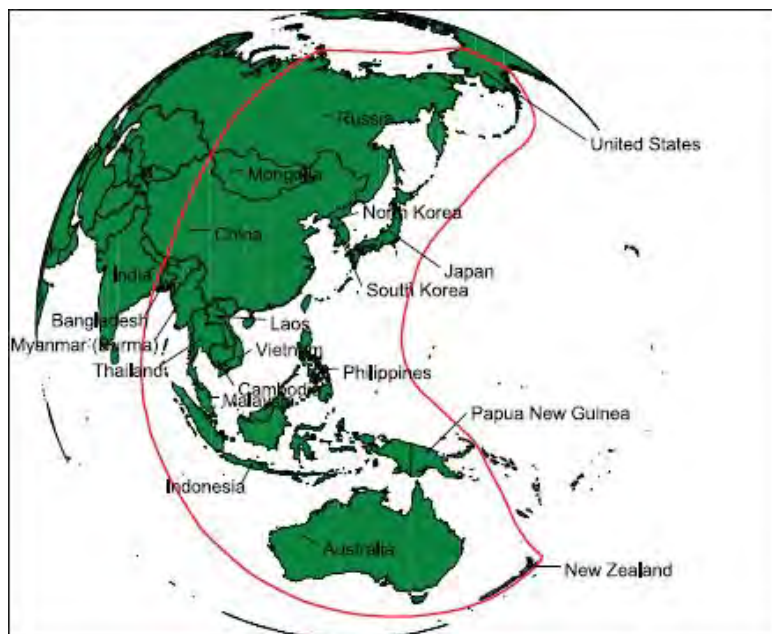 Russia
United States
Mongolia
North Korea
China
Japan
India
South Korea
Bangladesh
Laos
Myanmar (Burma)
Vietnam
Thailand
Philippines
Cambodia
Malaysia
Papua New Guinea
Indonesia
Australia
New Zealand